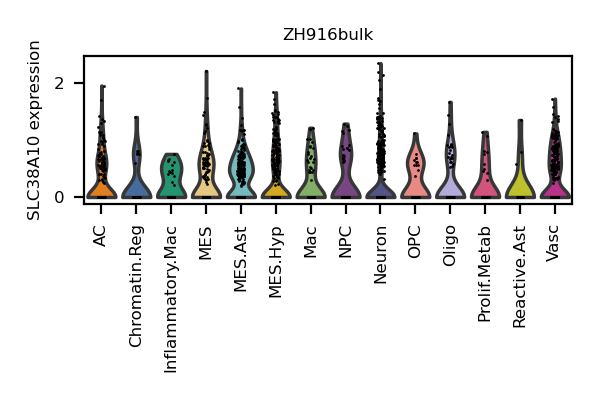 ZH916bulk
SLC38A10 expression
2
0
AC
Chromatin.Reg
Inflammatory.Mac
MES
MES.Ast
MES.Hyp
Mac
NPC
Neuron
OPC
Oligo
Prolif.Metab
Reactive.Ast
Vasc